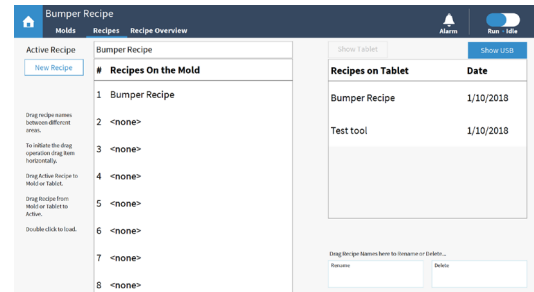 Bumper Recipe
Molds Recipes Recipe Overview
Alarm
Run - Idle
Active Recipe
Bumper Recipe
Show Tablet
Show USB
New Recipe
# Recipes On the Mold
Recipes on Tablet Date
1 Bumper Recipe
Bumper Recipe 1/10/2018
Drag recipe names
between different
areas.
2 <none>
Test tool 1/10/2018
To initiate the drag
operation drag item
horizontally.
3 <none>
Drag Active Recipe to
Mold or Tablet.
4 <none>
Drag Recipe from
Mold or Tablet to
Active.
5 <none>
Double click to load.
6 <none>
7 <none>
8 <none>
Drag Recipe Names here to Rename or Delete...
Rename
Delete